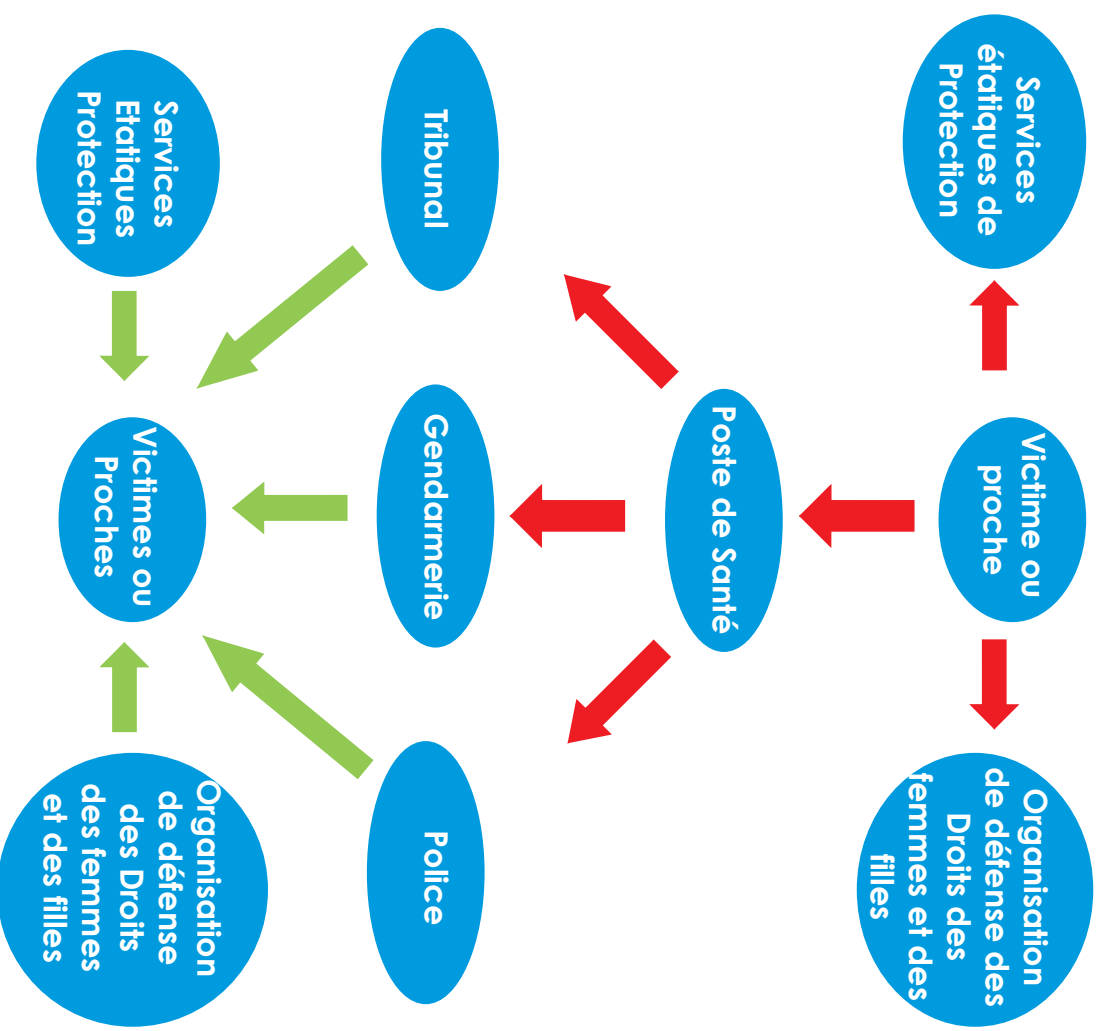 Services
étatiques de
Protection
Victime ou
proche
Organisation
de défense des
Droits des
femmes et des
filles
Poste de Santé
Tribunal
Gendarmerie
Police
Services
Etatiques
Protection
Victimes ou
Proches
Organisation
de défense
des Droits
des femmes
et des filles